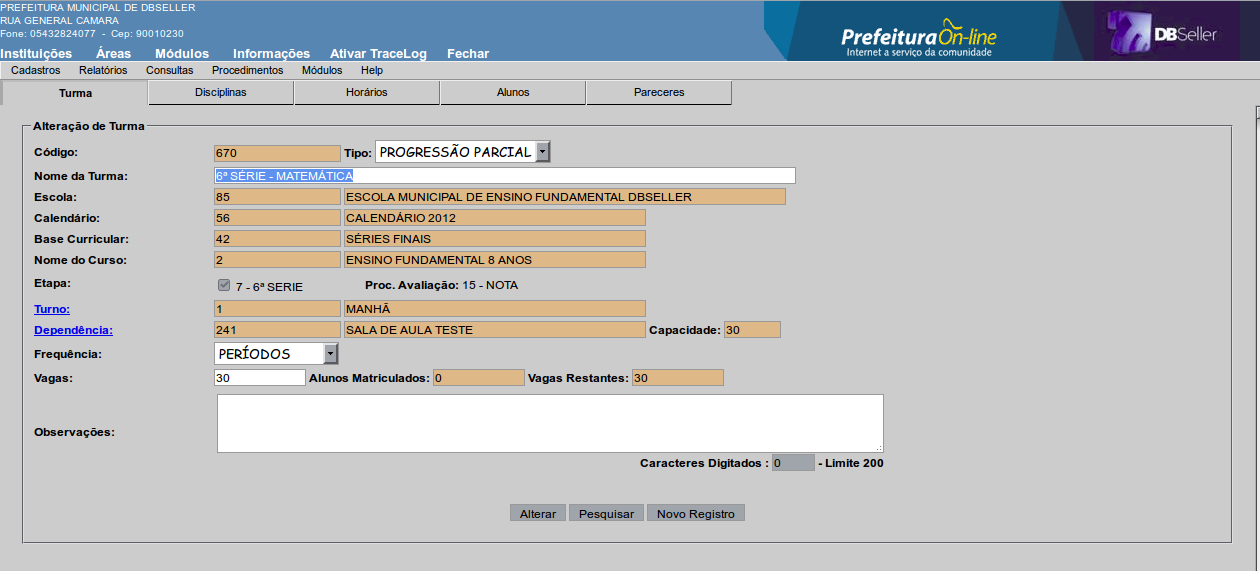 PREFEITURA MUNICIPAL DE DBSELLER
RUA GENERAL CAMARA
Fone: 05432824077 - Cep: 90010230
PrefeituraOn-line
Internet a serviço da comunidade
DBSeller
Instituições Áreas Módulos Informações Ativar TraceLog Fechar
Cadastros Relatórios Consultas Procedimentos Módulos Help
Turma Disciplinas Horários Alunos Pareceres
Alteração de Turma
Código: 670 Tipo: PROGRESSÃO PARCIAL
Nome da Turma: 6ª SÉRIE - MATEMÁTICA
Escola: 85 ESCOLA MUNICIPAL DE ENSINO FUNDAMENTAL DBSELLER
Calendário: 56 CALENDÁRIO 2012
Base Curricular: 42 SÉRIES FINAIS
Nome do Curso: 2 ENSINO FUNDAMENTAL 8 ANOS
Etapa: 7 - 6ª SERIE Proc. Avaliação: 15 - NOTA
Turno: 1 MANHÃ
Dependência: 241 SALA DE AULA TESTE Capacidade: 30
Frequência: PERÍODOS
Vagas: 30 Alunos Matriculados: 0 Vagas Restantes: 30
Observações:
Caracteres Digitados : 0 - Limite 200
Alterar Pesquisar Novo Registro